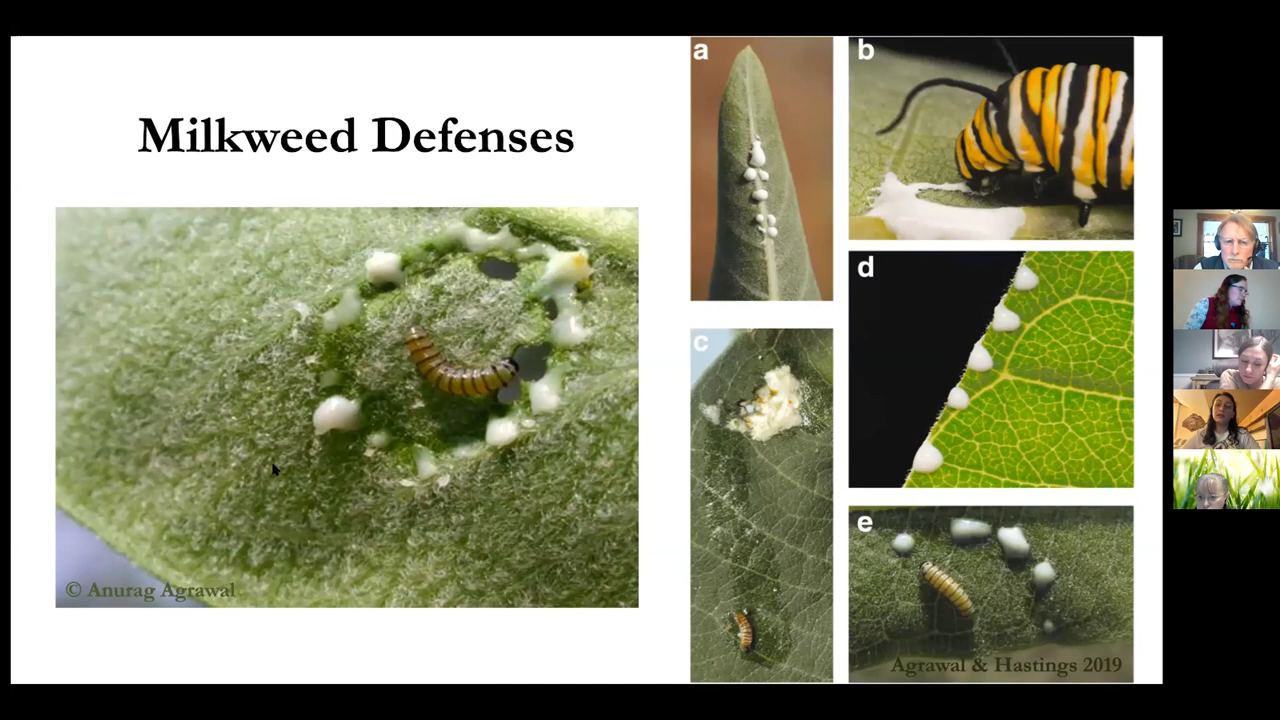 Milkweed Defenses
© Anurag Agrawal
a
b
c
d
e
Agrawal & Hastings 2019